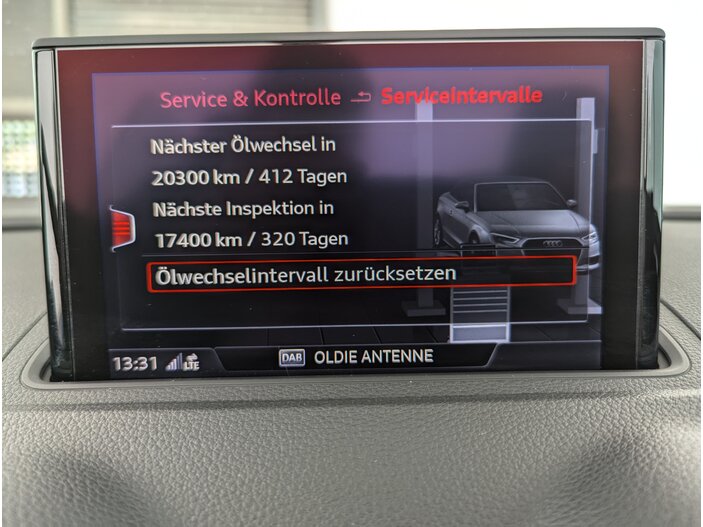 Service & Kontrolle Serviceintervalle
Nächster Ölwechsel in
20300 km / 412 Tagen
Nächste Inspektion in
17400 km / 320 Tagen
Ölwechselintervall zurücksetzen
13:31 LTE DAB OLDIE ANTENNE